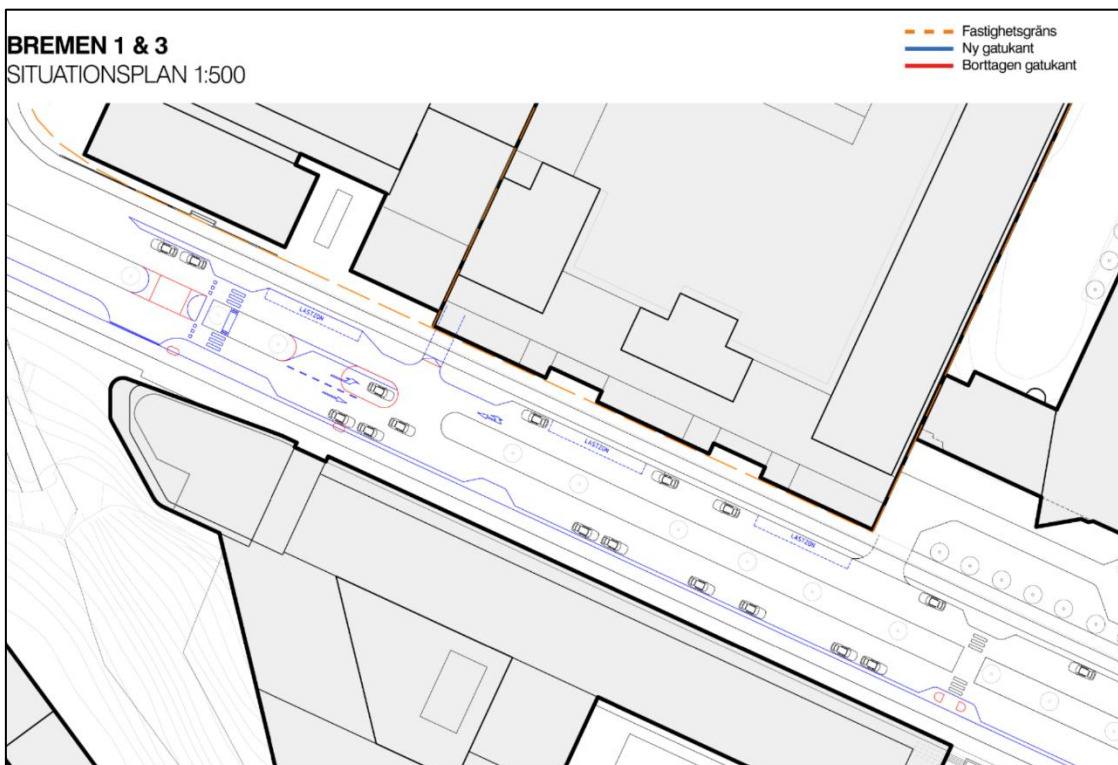 BREMEN 1 & 3
SITUATIONSPLAN 1:500
Fastighetsgräns
Ny gatukant
Borttagen gatukant
LASTZON
LASTZON
LASTZON